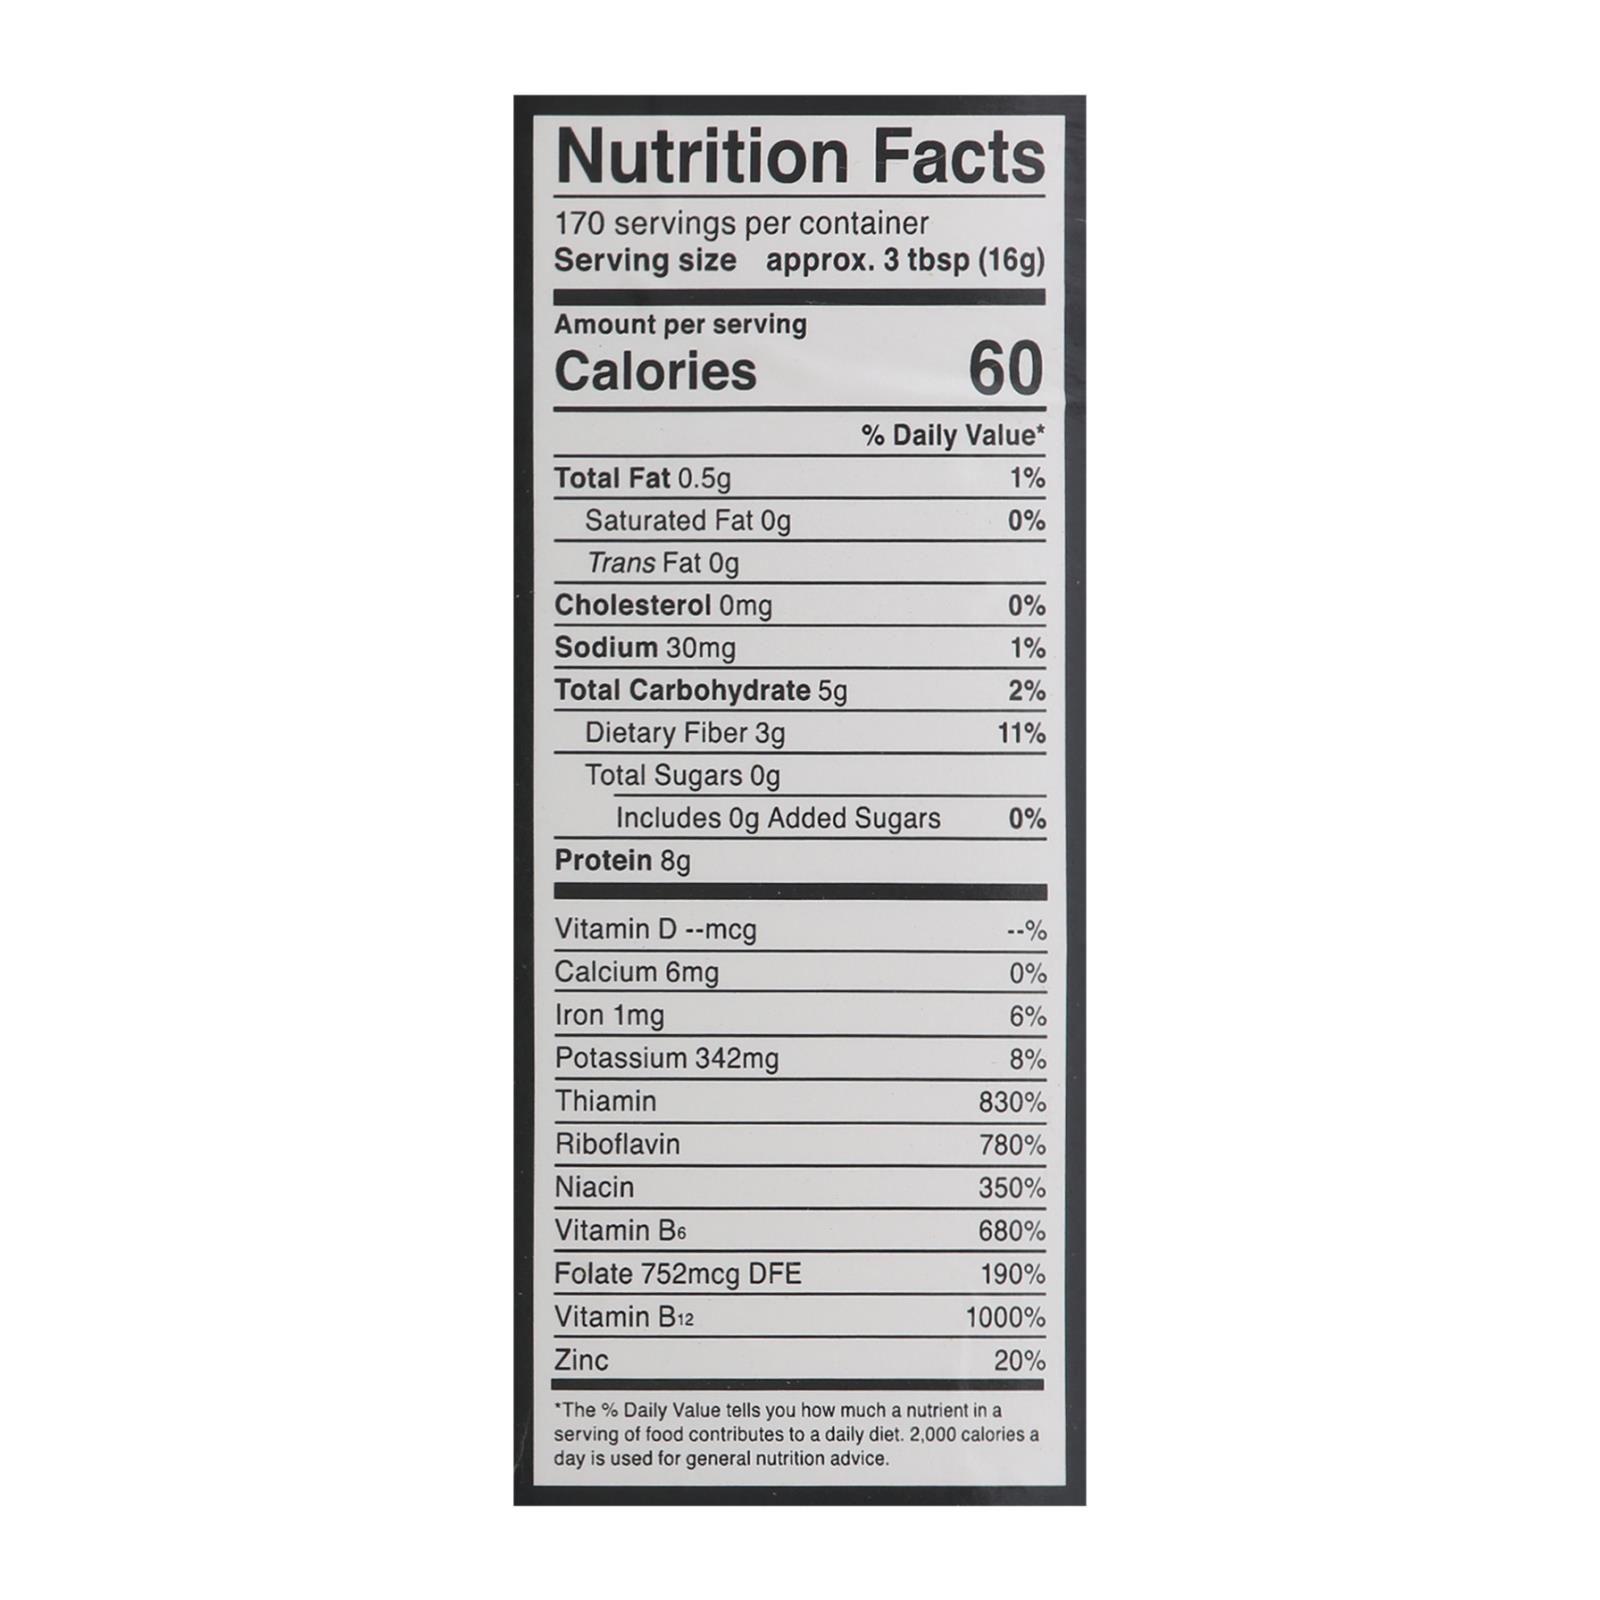 Nutrition Facts
170 servings per container
Serving size approx. 3 tbsp (16g)
Amount per serving
Calories 60
% Daily Value*
Total Fat 0.5g 1%
Saturated Fat 0g 0%
Trans Fat 0g
Cholesterol 0mg 0%
Sodium 30mg 1%
Total Carbohydrate 5g 2%
Dietary Fiber 3g 11%
Total Sugars 0g
Includes 0g Added Sugars 0%
Protein 8g
Vitamin D --mcg --%
Calcium 6mg 0%
Iron 1mg 6%
Potassium 342mg 8%
Thiamin 830%
Riboflavin 780%
Niacin 350%
Vitamin B6 680%
Folate 752mcg DFE 190%
Vitamin B12 1000%
Zinc 20%
*The % Daily Value tells you how much a nutrient in a
serving of food contributes to a daily diet. 2,000 calories a
day is used for general nutrition advice.